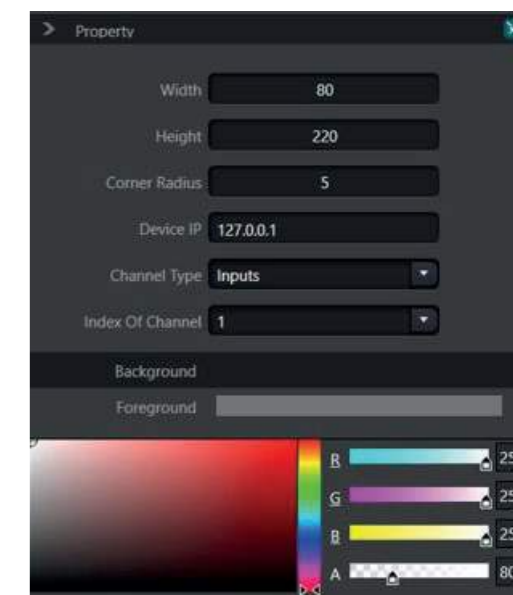 Property
Width 80
Height 220
Corner Radius 5
Device IP 127.0.0.1
Channel Type Inputs
Index Of Channel 1
Background
Foreground
R
G
B
A 80